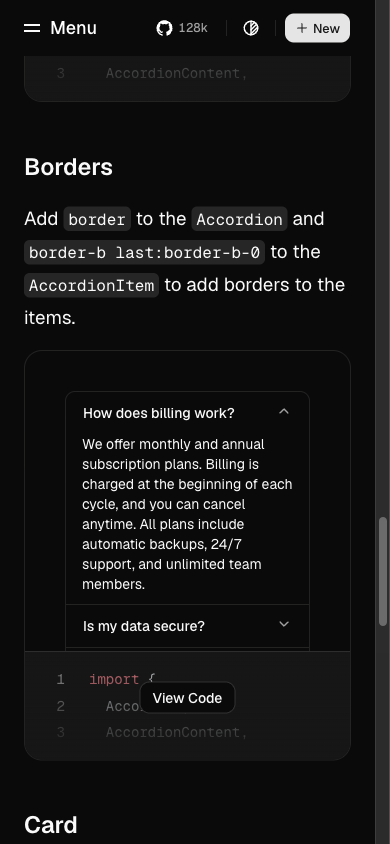 Menu
128k
+ New
3 AccordionContent,
Borders
Add border to the Accordion and
border-b last:border-b-0 to the
AccordionItem to add borders to the
items.
How does billing work?
We offer monthly and annual
subscription plans. Billing is
charged at the beginning of each
cycle, and you can cancel
anytime. All plans include
automatic backups, 24/7
support, and unlimited team
members.
Is my data secure?
1 import {
2 Acco
View Code
3 AccordionContent,
Card